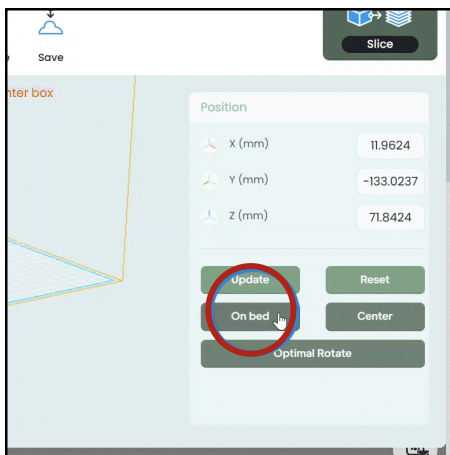 Save
Slice
nter box
Position
X (mm)
11.9624
Y (mm)
-133.0237
Z (mm)
71.8424
Update
Reset
On bed
Center
Optimal Rotate